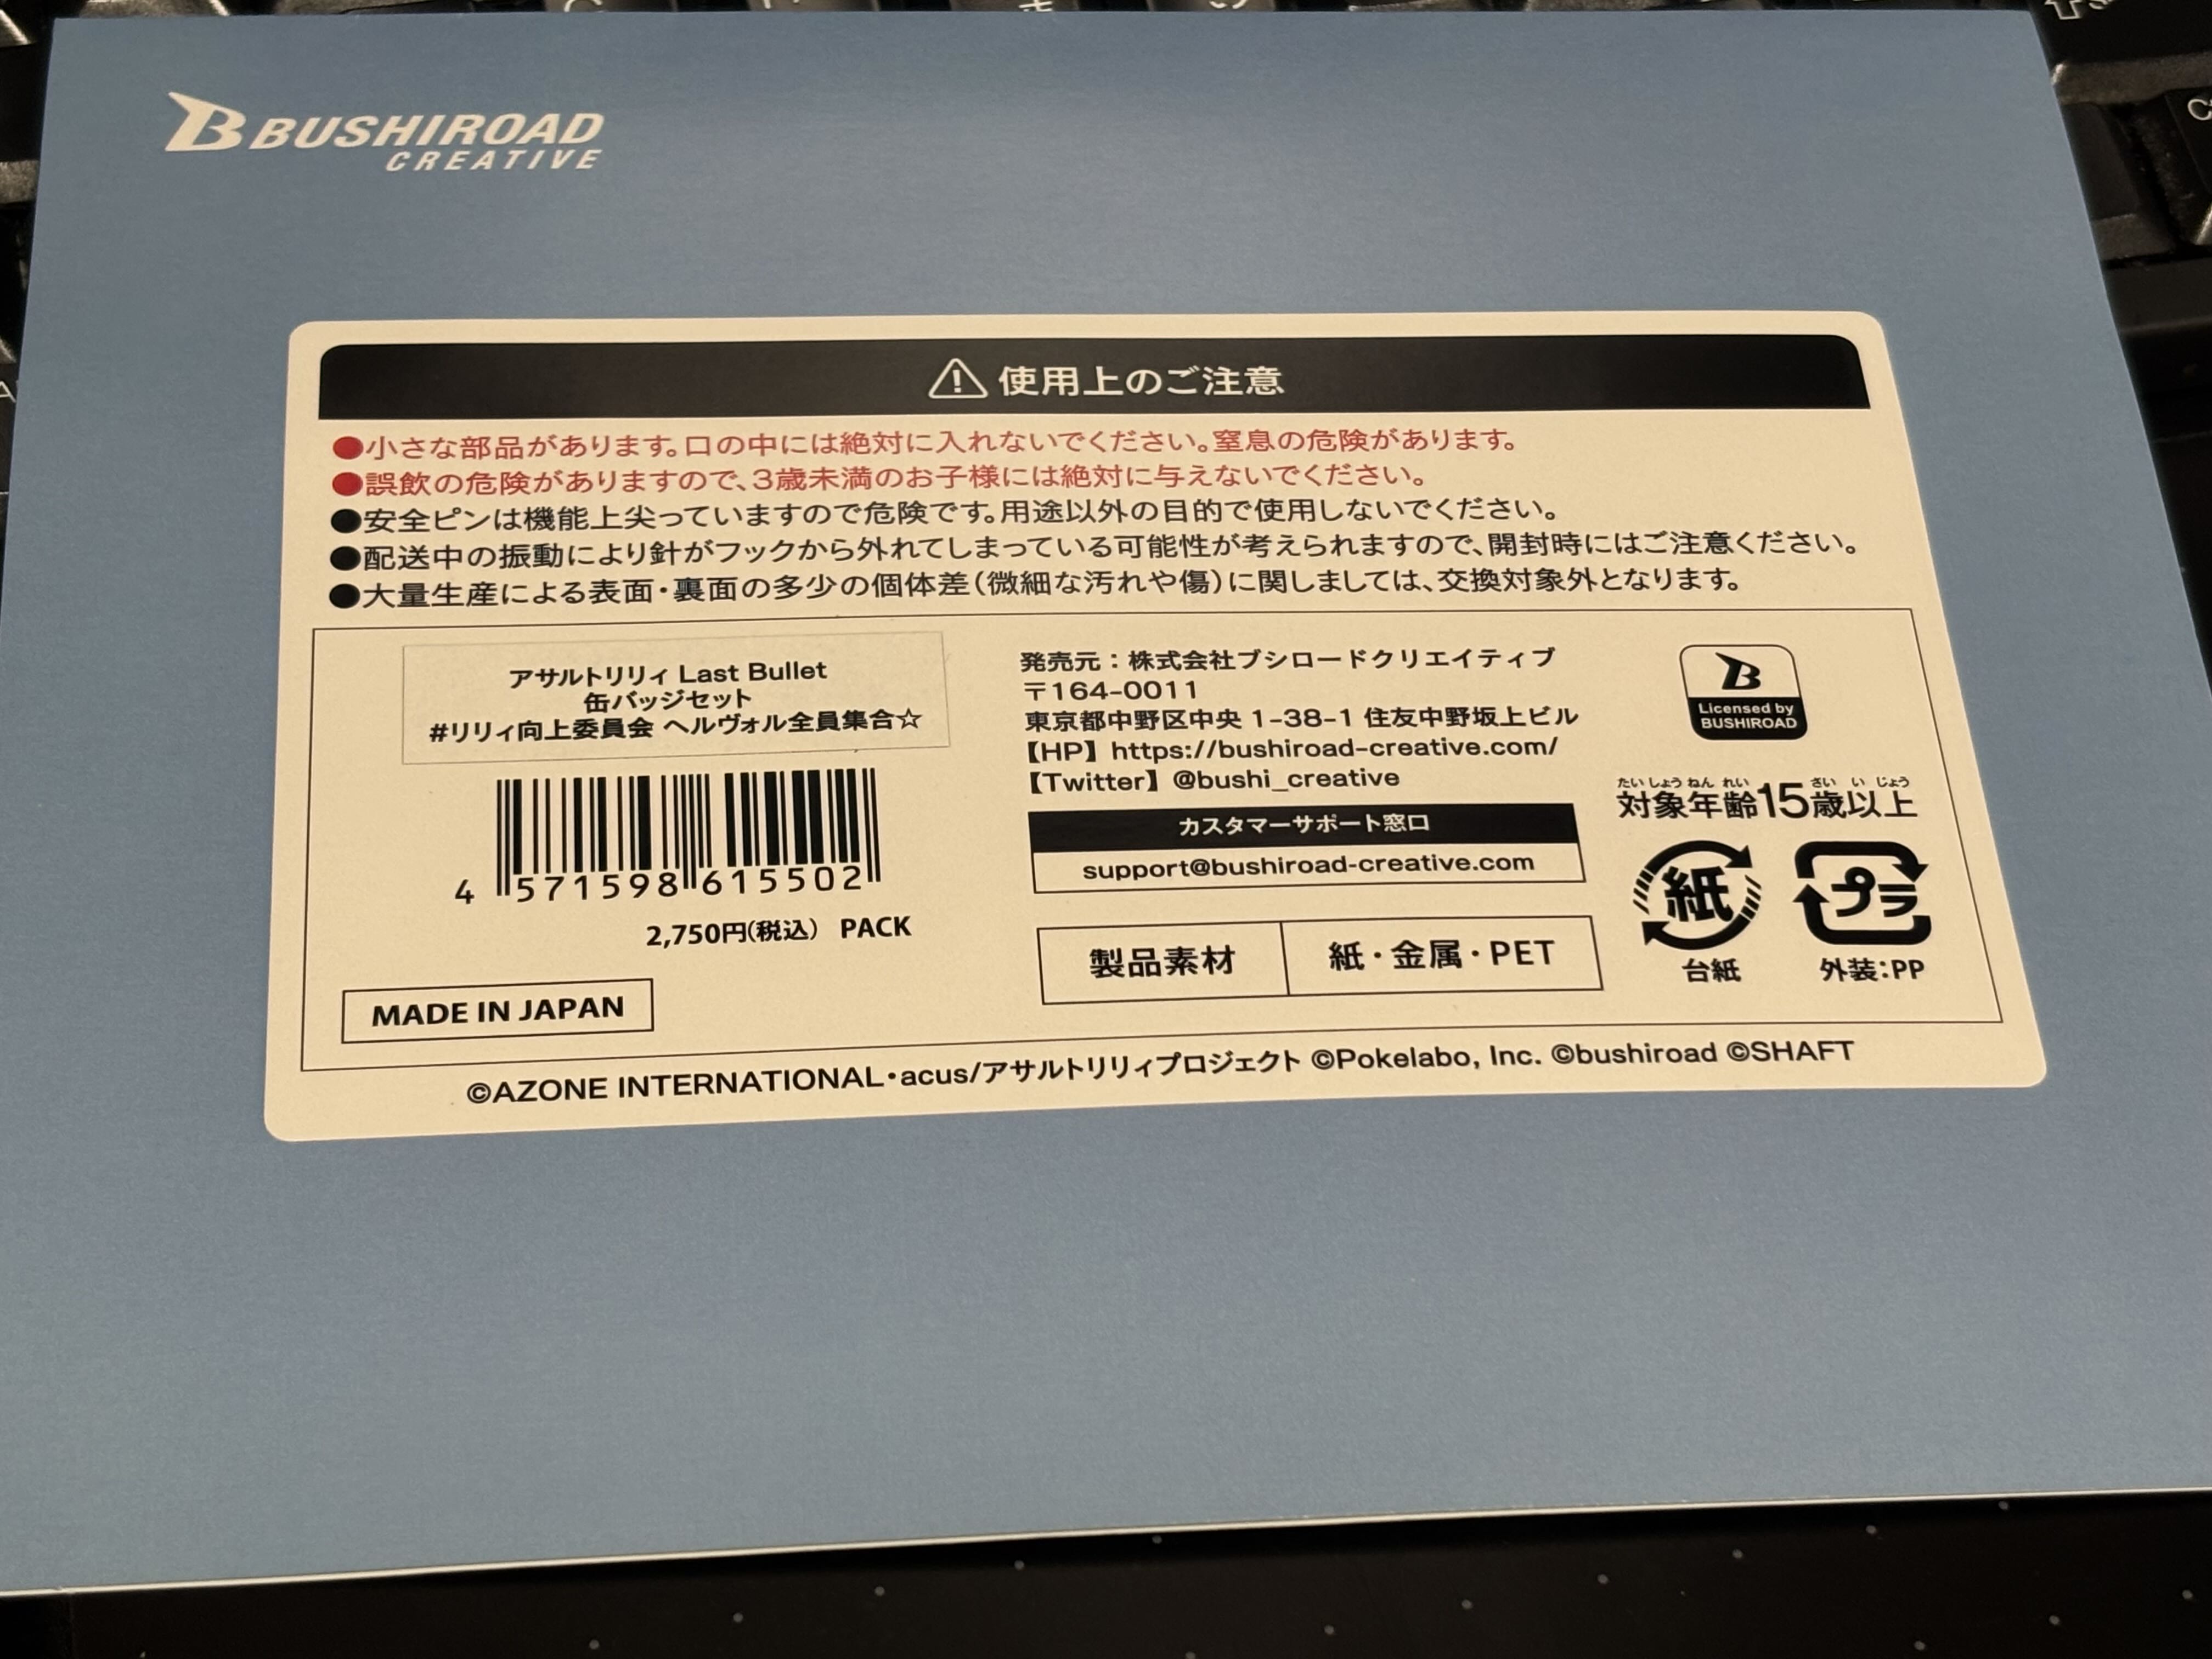 BUSHIROAD
CREATIVE
使用上のご注意
●小さな部品があります。口の中には絶対に入れないでください。窒息の危険があります。
●誤飲の危険がありますので、3歳未満のお子様には絶対に与えないでください。
●安全ピンは機能上尖っていますので危険です。用途以外の目的で使用しないでください。
●配送中の振動により針がフックから外れてしまっている可能性が考えられますので、開封時にはご注意ください。
●大量生産による表面・裏面の多少の個体差(微細な汚れや傷)に関しましては、交換対象外となります。
アサルトリリィ Last Bullet
缶バッジセット
#リリィ向上委員会 ヘルヴォル全員集合☆
4 571598 615502
2,750円(税込) PACK
MADE IN JAPAN
発売元：株式会社ブシロードクリエイティブ
〒164-0011
東京都中野区中央 1-38-1 住友中野坂上ビル
【HP】https://bushiroad-creative.com/
【Twitter】@bushi_creative
カスタマーサポート窓口
support@bushiroad-creative.com
製品素材 紙・金属・PET
Licensed by
BUSHIROAD
たいしょうねんれい さいいじょう
対象年齢15歳以上
紙 プラ
台紙 外装:PP
©AZONE INTERNATIONAL・acus/アサルトリリィプロジェクト ©Pokelabo, Inc. ©bushiroad ©SHAFT